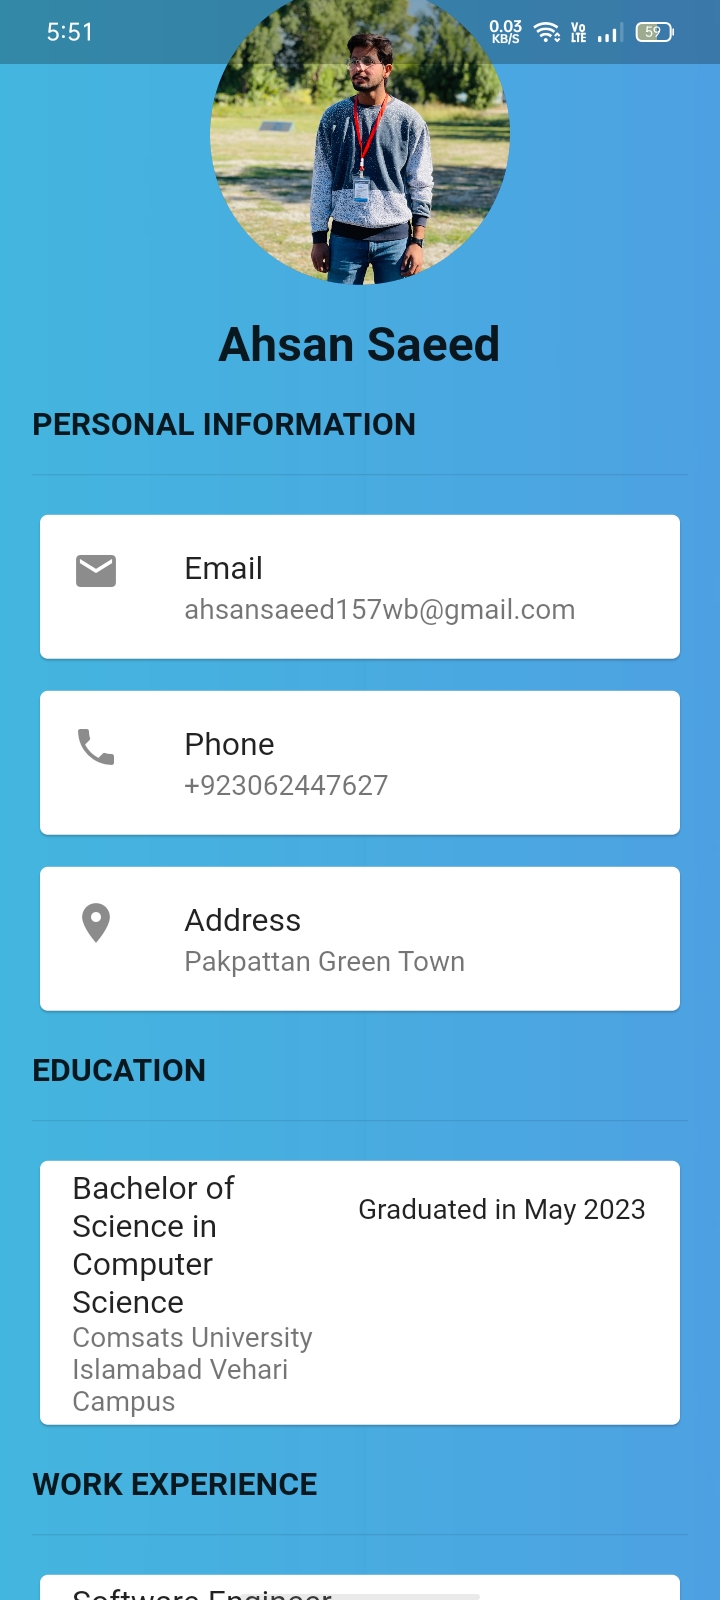 5:51 0.03 KB/S Vo LTE 59
Ahsan Saeed
PERSONAL INFORMATION
Email
ahsansaeed157wb@gmail.com
Phone
+923062447627
Address
Pakpattan Green Town
EDUCATION
Bachelor of
Science in
Computer
Science
Graduated in May 2023
Comsats University
Islamabad Vehari
Campus
WORK EXPERIENCE
Software Engineer